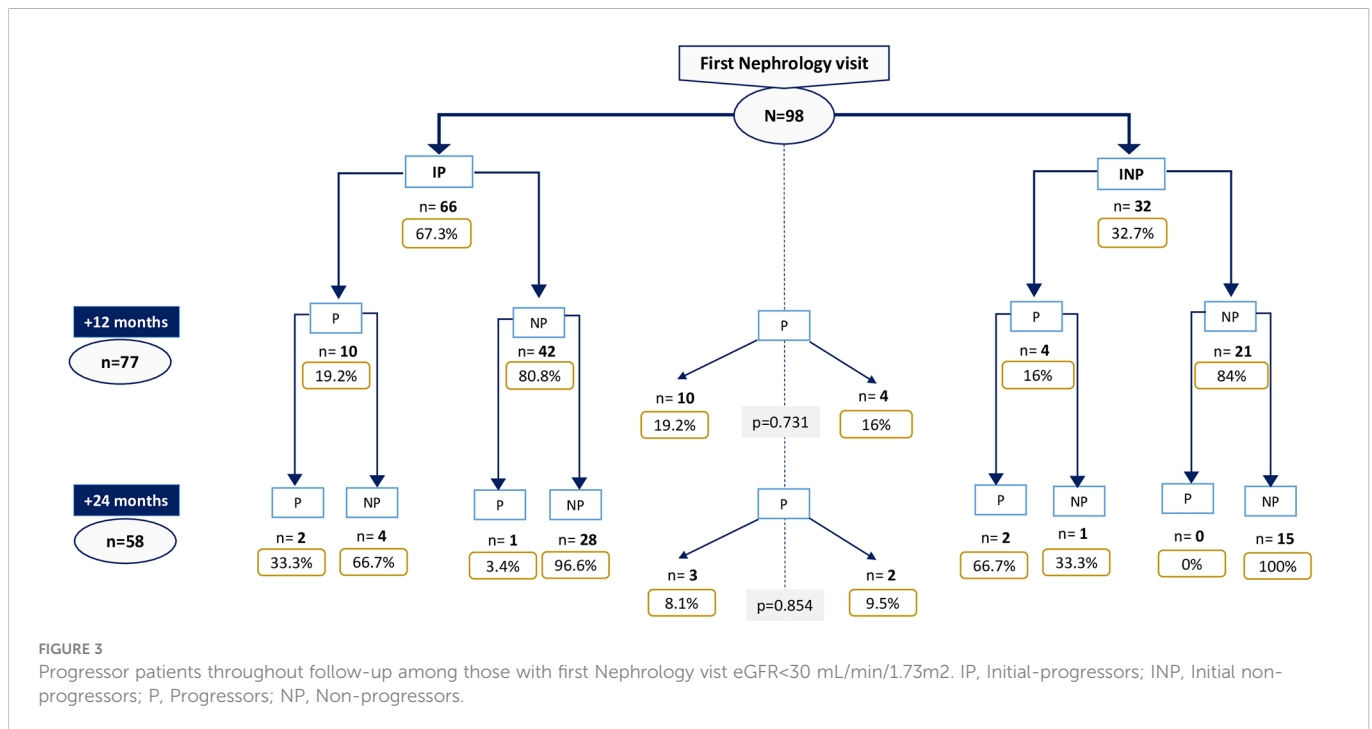 First Nephrology visit
N=98
IP
n= 66
67.3%
INP
n= 32
32.7%
+12 months
n=77
P
n= 10
19.2%
NP
n= 42
80.8%
P
n= 10
19.2%
n= 4
16%
p=0.731
P
n= 4
16%
NP
n= 21
84%
+24 months
n=58
P
n= 2
33.3%
NP
n= 4
66.7%
P
n= 1
3.4%
NP
n= 28
96.6%
P
n= 3
8.1%
n= 2
9.5%
p=0.854
P
n= 2
66.7%
NP
n= 1
33.3%
P
n= 0
0%
NP
n= 15
100%
FIGURE 3
Progressor patients throughout follow-up among those with first Nephrology vist eGFR<30 mL/min/1.73m2. IP, Initial-progressors; INP, Initial non-
progressors; P, Progressors; NP, Non-progressors.